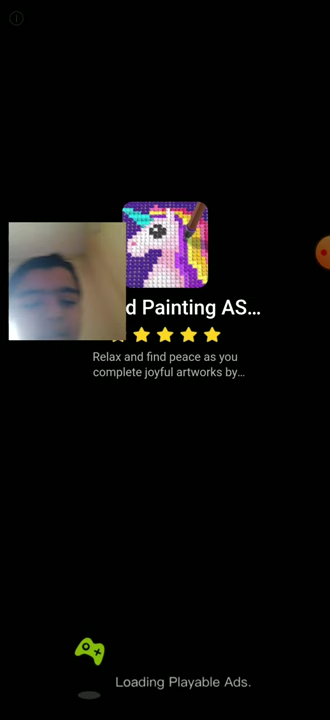 d Painting AS…
Relax and find peace as you
complete joyful artworks by…
Loading Playable Ads.